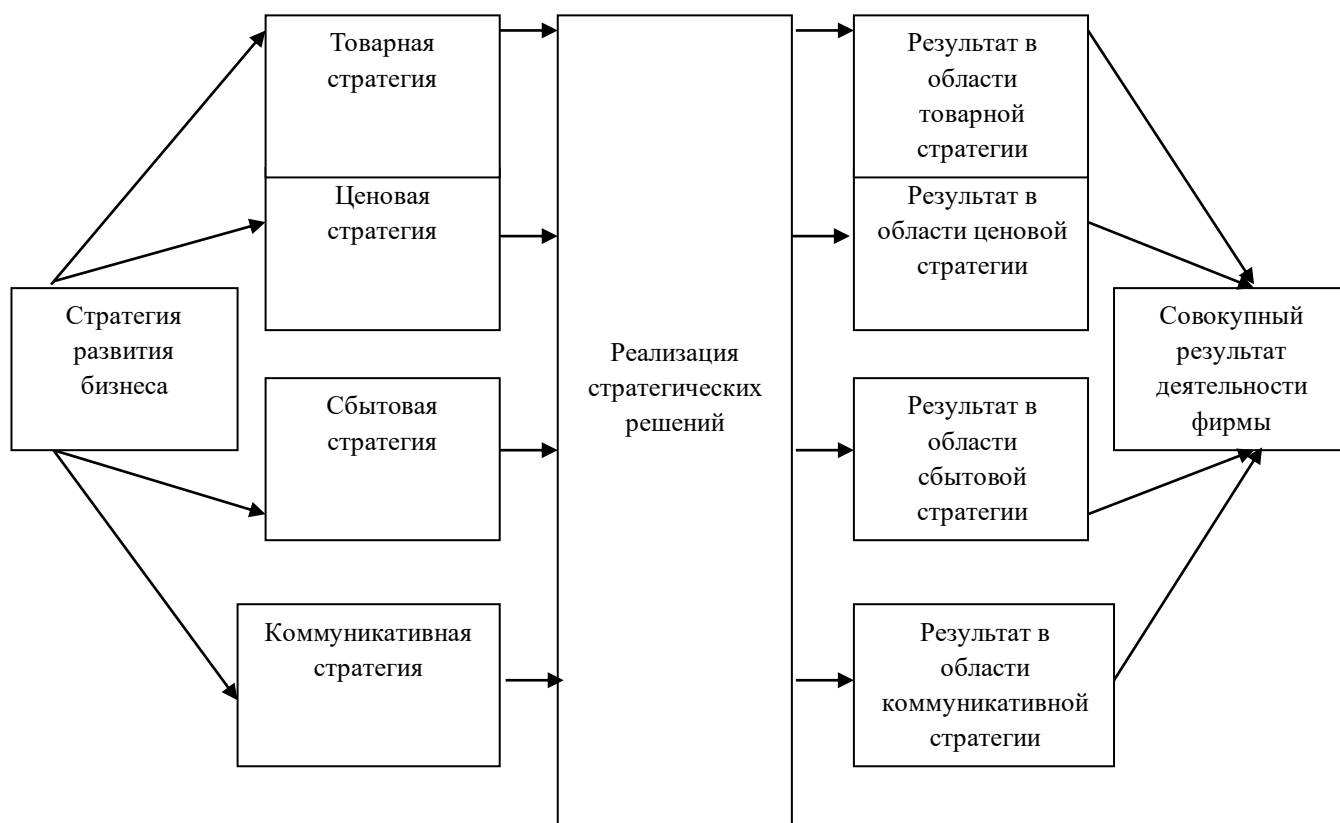 Товарная
стратегия
Ценовая
стратегия
Стратегия
развития
бизнеса
Сбытовая
стратегия
Коммуникативная
стратегия
Реализация
стратегических
решений
Результат в
области
товарной
стратегии
Результат в
области ценовой
стратегии
Результат в
области
сбытовой
стратегии
Результат в
области
коммуникативной
стратегии
Совокупный
результат
деятельности
фирмы